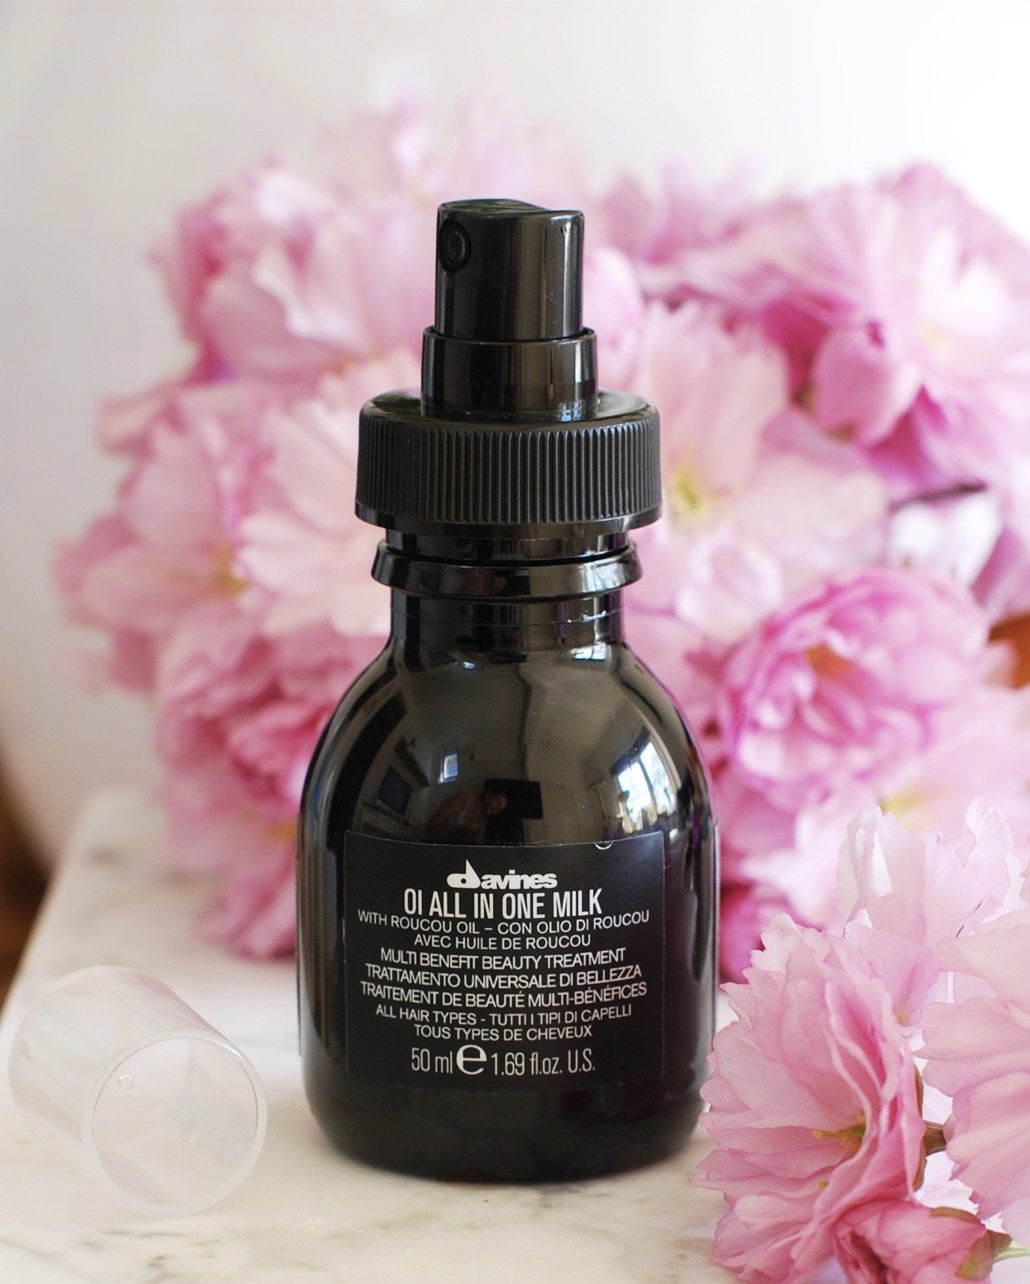 davines
OI ALL IN ONE MILK
WITH ROUCOU OIL – CON OLIO DI ROUCOU
AVEC HUILE DE ROUCOU
MULTI BENEFIT BEAUTY TREATMENT
TRATTAMENTO UNIVERSALE DI BELLEZZA
TRAITEMENT DE BEAUTÉ MULTI-BÉNÉFICES
ALL HAIR TYPES - TUTTI I TIPI DI CAPELLI
TOUS TYPES DE CHEVEUX
50 ml ℮ 1.69 fl.oz. U.S.